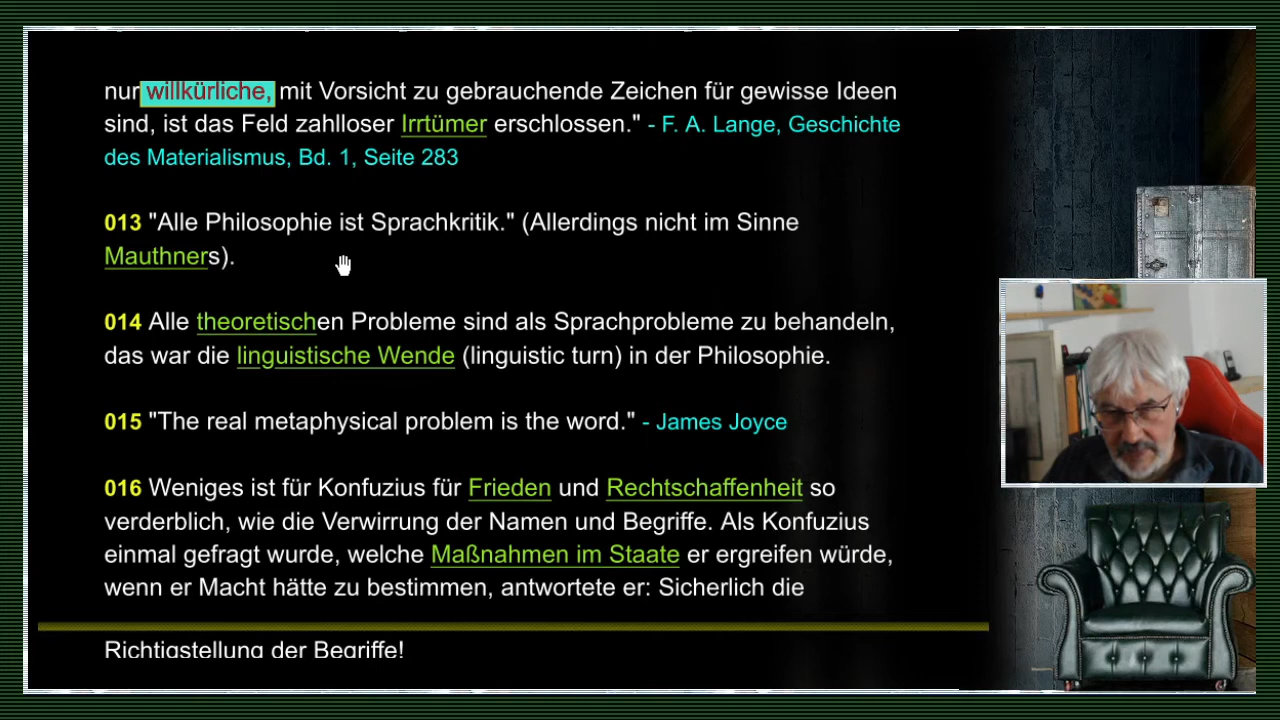 nur willkürliche, mit Vorsicht zu gebrauchende Zeichen für gewisse Ideen
sind, ist das Feld zahlloser Irrtümer erschlossen." - F. A. Lange, Geschichte
des Materialismus, Bd. 1, Seite 283
013 "Alle Philosophie ist Sprachkritik." (Allerdings nicht im Sinne
Mauthners).
014 Alle theoretischen Probleme sind als Sprachprobleme zu behandeln,
das war die linguistische Wende (linguistic turn) in der Philosophie.
015 "The real metaphysical problem is the word." - James Joyce
016 Weniges ist für Konfuzius für Frieden und Rechtschaffenheit so
verderblich, wie die Verwirrung der Namen und Begriffe. Als Konfuzius
einmal gefragt wurde, welche Maßnahmen im Staate er ergreifen würde,
wenn er Macht hätte zu bestimmen, antwortete er: Sicherlich die
Richtigstellung der Begriffe!